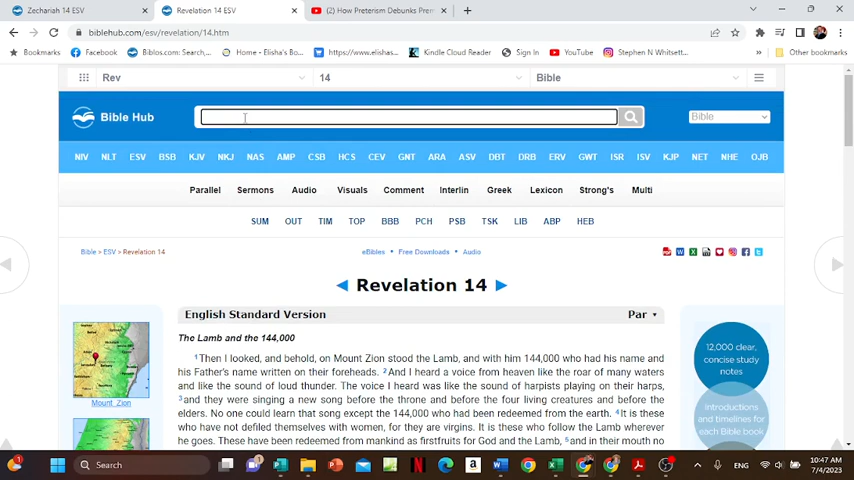 Zechariah 14 ESV
Revelation 14 ESV
(2) How Preterism Debunks Prem
biblehub.com/esv/revelation/14.htm
Bookmarks
Facebook
Biblos.com: Search,...
Home - Elisha's Bo...
https://www.elishas...
Kindle Cloud Reader
Sign In
YouTube
Stephen N Whitsett...
Other bookmarks
Rev
14
Bible
Bible Hub
Bible
NIV NLT ESV BSB KJV NKJ NAS AMP CSB HCS CEV GNT ARA ASV DBT DRB ERV GWT ISR ISV KJP NET NHE OJB
Parallel Sermons Audio Visuals Comment Interlin Greek Lexicon Strong's Multi
SUM OUT TIM TOP BBB PCH PSB TSK LIB ABP HEB
Bible > ESV > Revelation 14
eBibles • Free Downloads • Audio
◄ Revelation 14 ►
English Standard Version
Par ▾
The Lamb and the 144,000
1Then I looked, and behold, on Mount Zion stood the Lamb, and with him 144,000 who had his name and
his Father's name written on their foreheads. 2And I heard a voice from heaven like the roar of many waters
and like the sound of loud thunder. The voice I heard was like the sound of harpists playing on their harps,
3and they were singing a new song before the throne and before the four living creatures and before the
elders. No one could learn that song except the 144,000 who had been redeemed from the earth. 4It is these
who have not defiled themselves with women, for they are virgins. It is these who follow the Lamb wherever
he goes. These have been redeemed from mankind as firstfruits for God and the Lamb, 5and in their mouth no
Mount Zion
12,000 clear,
concise study
notes
Introductions
and timelines for
each Bible book
Search
ENG
10:47 AM
7/4/2023